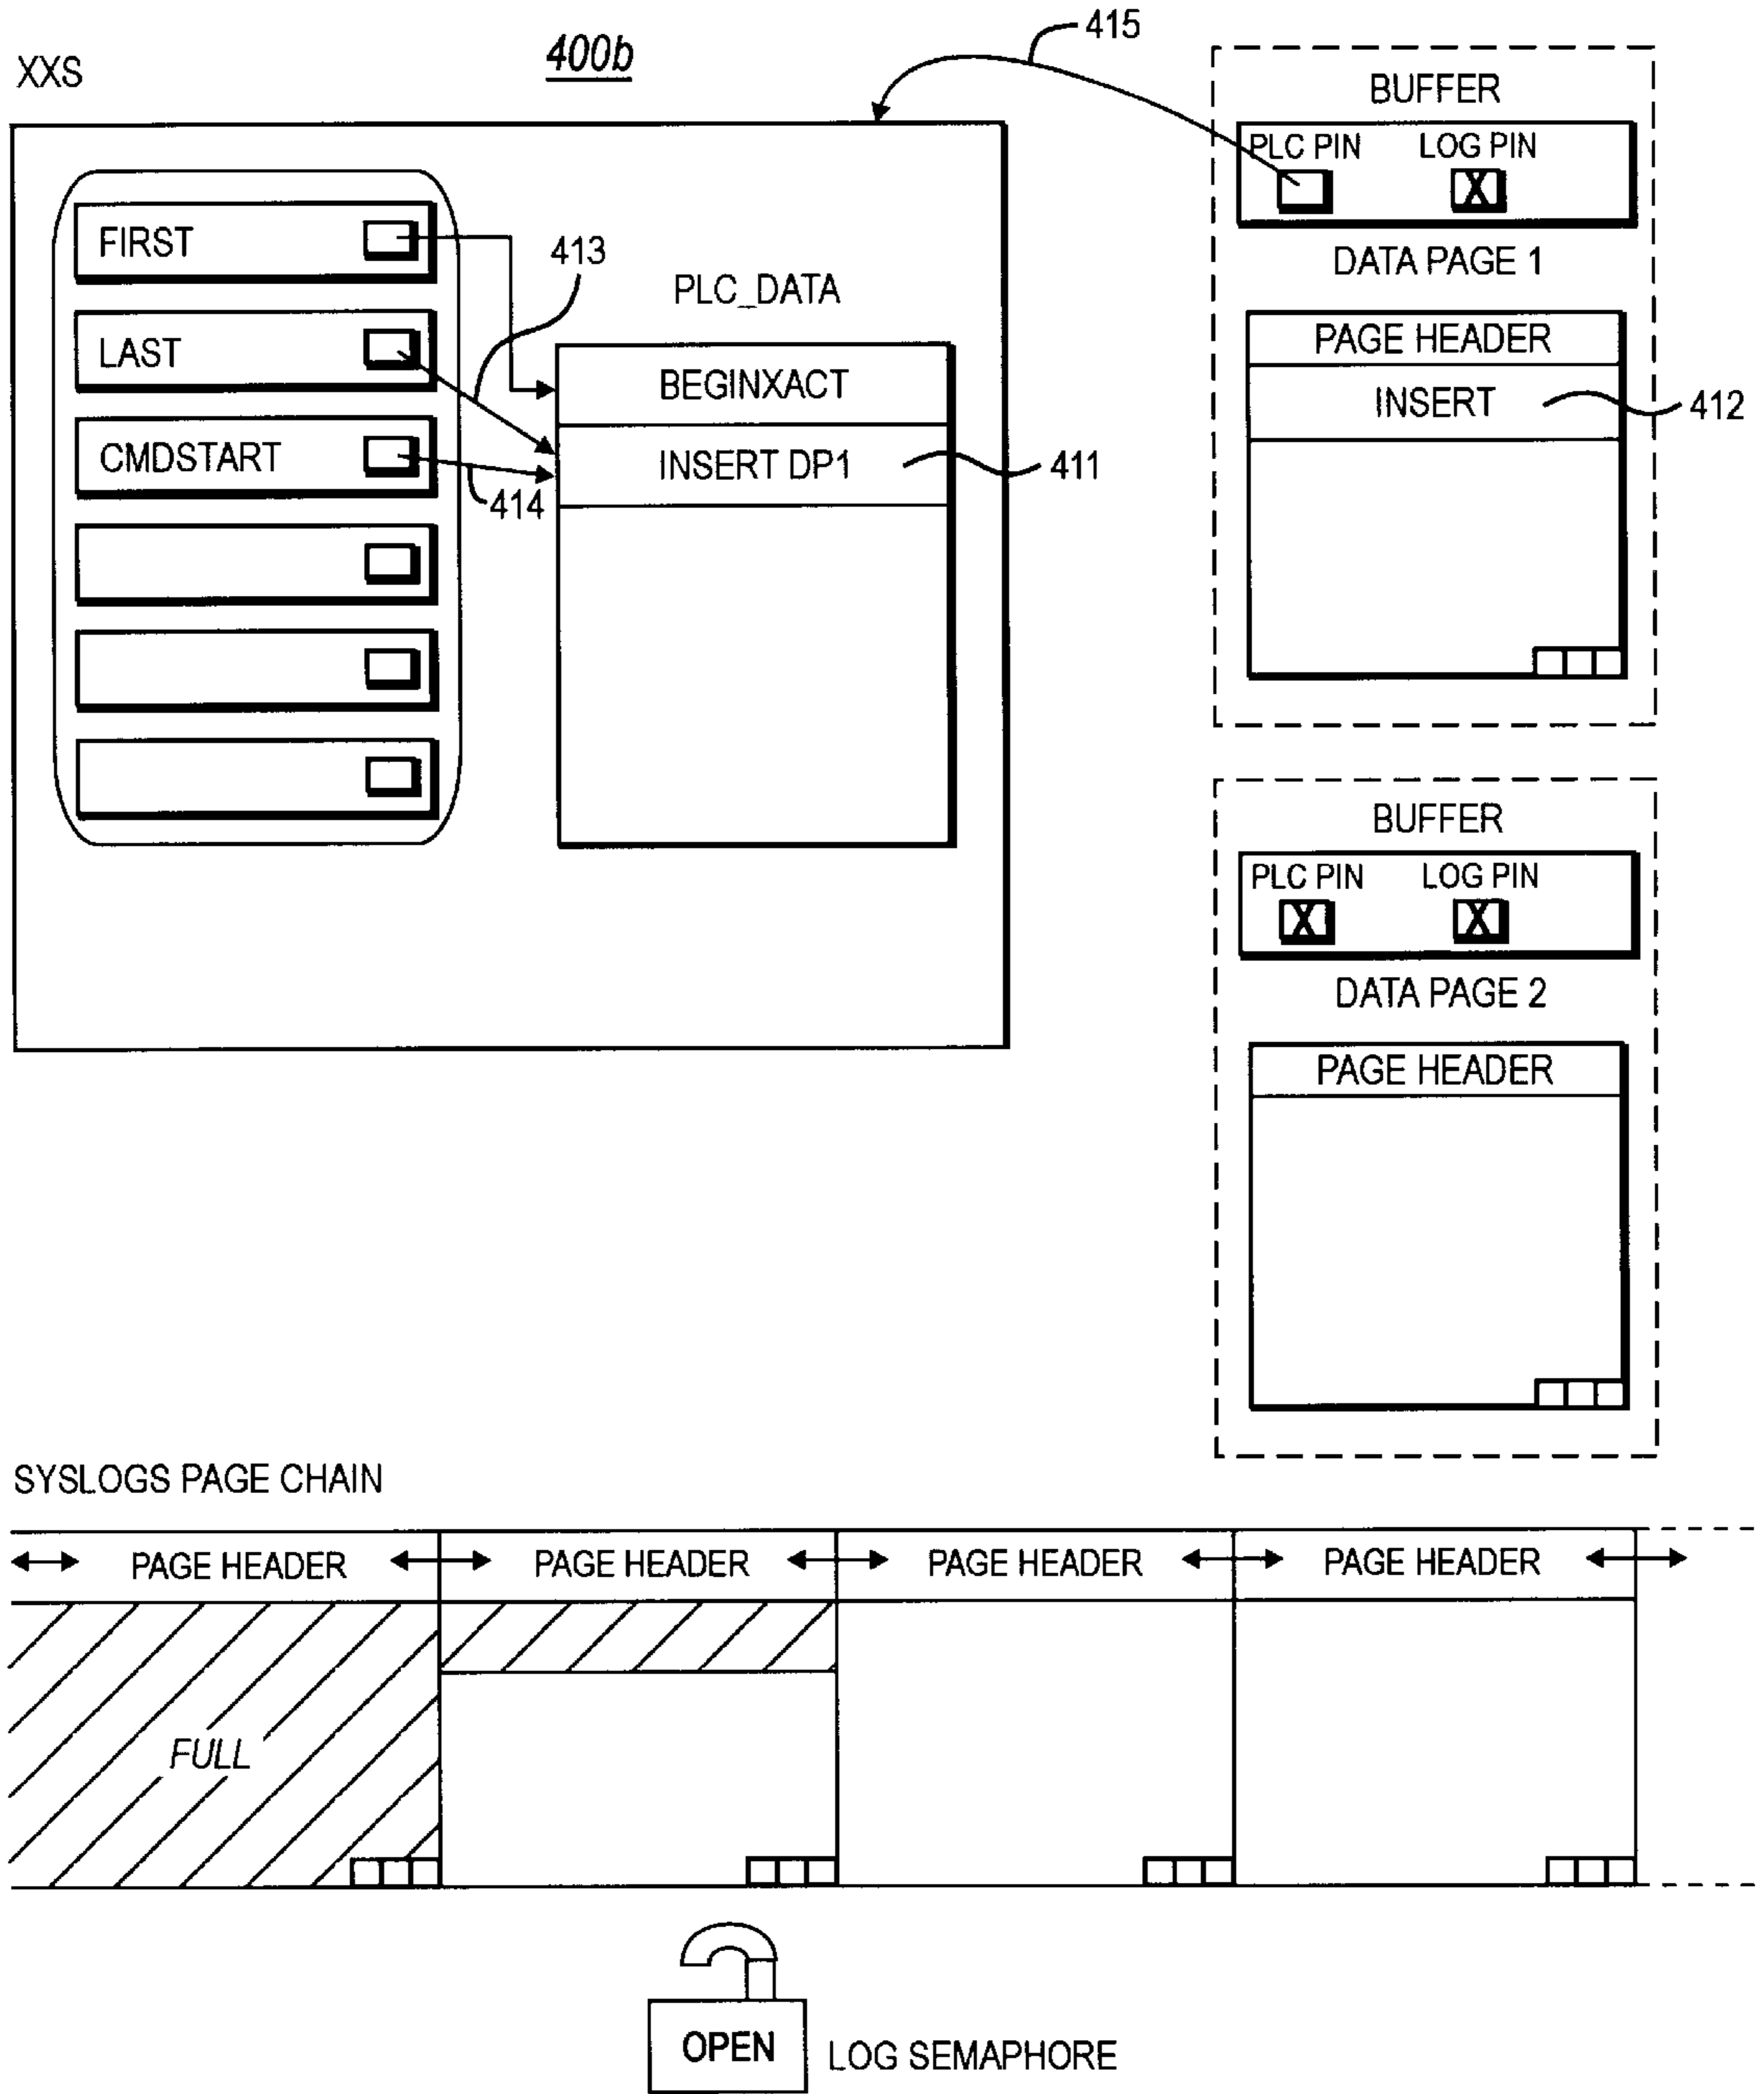 400b
415
XXS
BUFFER
PLC PIN
LOG PIN
X
DATA PAGE 1
FIRST
413
PLC_DATA
LAST
PAGE HEADER
BEGINXACT
INSERT
412
CMDSTART
INSERT DP1
411
414
BUFFER
PLC PIN
LOG PIN
X
X
DATA PAGE 2
PAGE HEADER
SYSLOGS PAGE CHAIN
PAGE HEADER
PAGE HEADER
PAGE HEADER
PAGE HEADER
FULL
OPEN
LOG SEMAPHORE